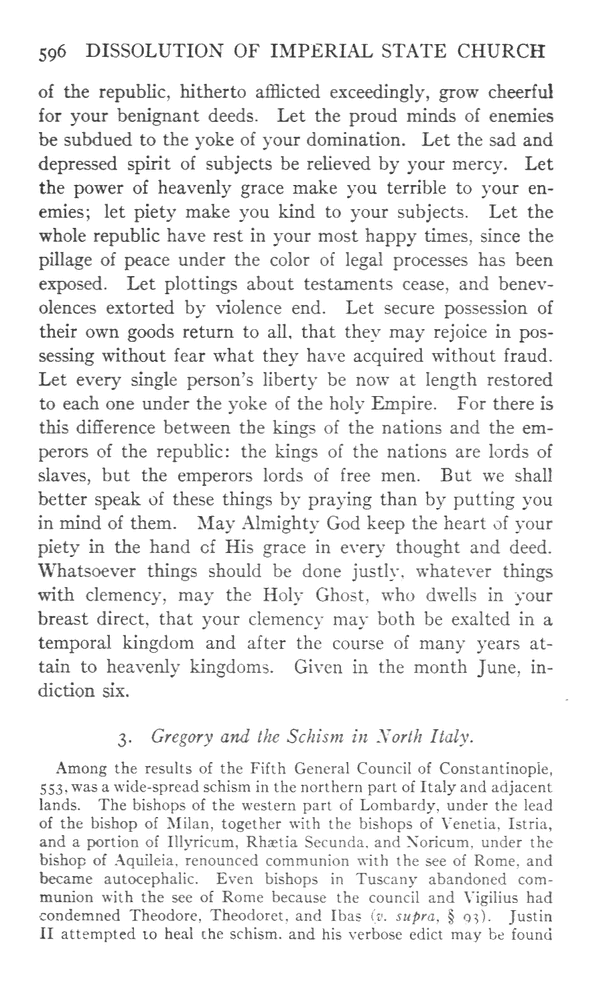 596 DISSOLUTION OF IMPERIAL STATE CHURCH
of the republic, hitherto afflicted exceedingly, grow cheerful
for your benignant deeds. Let the proud minds of enemies
be subdued to the yoke of your domination. Let the sad and
depressed spirit of subjects be relieved by your mercy. Let
the power of heavenly grace make you terrible to your en-
emies; let piety make you kind to your subjects. Let the
whole republic have rest in your most happy times, since the
pillage of peace under the color of legal processes has been
exposed. Let plottings about testaments cease, and benev-
olences extorted by violence end. Let secure possession of
their own goods return to all, that they may rejoice in pos-
sessing without fear what they have acquired without fraud.
Let every single person's liberty be now at length restored
to each one under the yoke of the holy Empire. For there is
this difference between the kings of the nations and the em-
perors of the republic: the kings of the nations are lords of
slaves, but the emperors lords of free men. But we shall
better speak of these things by praying than by putting you
in mind of them. May Almighty God keep the heart of your
piety in the hand of His grace in every thought and deed.
Whatsoever things should be done justly, whatever things
with clemency, may the Holy Ghost, who dwells in your
breast direct, that your clemency may both be exalted in a
temporal kingdom and after the course of many years at-
tain to heavenly kingdoms. Given in the month June, in-
diction six.
3. Gregory and the Schism in North Italy.
Among the results of the Fifth General Council of Constantinople,
553, was a wide-spread schism in the northern part of Italy and adjacent
lands. The bishops of the western part of Lombardy, under the lead
of the bishop of Milan, together with the bishops of Venetia, Istria,
and a portion of Illyricum, Rhætia Secunda, and Noricum, under the
bishop of Aquileia, renounced communion with the see of Rome, and
became autocephalic. Even bishops in Tuscany abandoned com-
munion with the see of Rome because the council and Vigilius had
condemned Theodore, Theodoret, and Ibas (v. supra, § 93). Justin
II attempted to heal the schism, and his verbose edict may be found